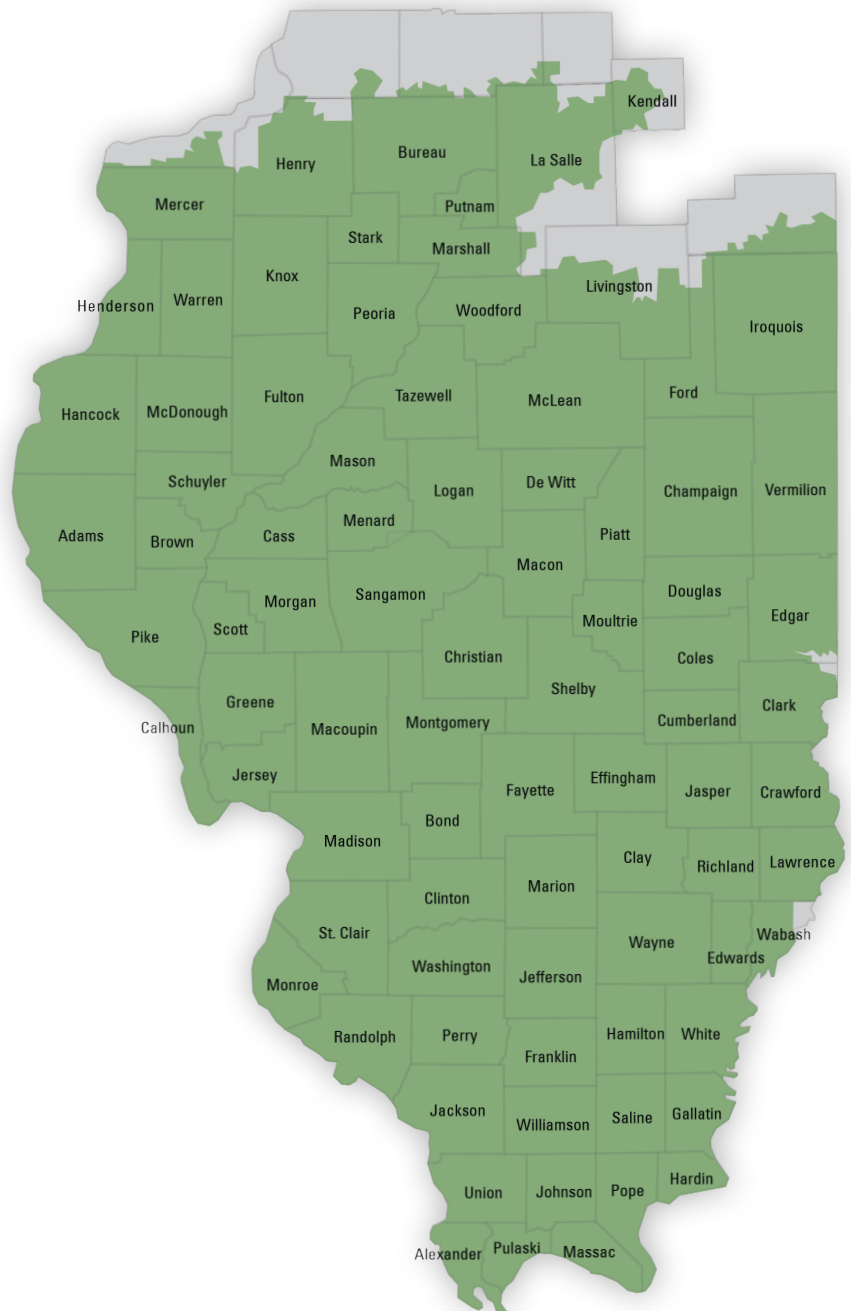 Kendall
Bureau
La Salle
Henry
Mercer
Putnam
Stark
Marshall
Knox
Livingston
Henderson
Warren
Peoria
Woodford
Iroquois
Ford
Tazewell
Fulton
McLean
Hancock
McDonough
Mason
Schuyler
De Witt
Logan
Champaign
Vermilion
Menard
Adams
Brown
Cass
Piatt
Macon
Douglas
Sangamon
Morgan
Edgar
Moultrie
Scott
Pike
Christian
Coles
Shelby
Greene
Clark
Cumberland
Calhoun
Macoupin
Montgomery
Jersey
Effingham
Fayette
Jasper
Crawford
Bond
Madison
Clay
Richland
Lawrence
Marion
Clinton
St. Clair
Wabash
Wayne
Edwards
Washington
Jefferson
Monroe
Randolph
Perry
Hamilton
White
Franklin
Jackson
Williamson
Saline
Gallatin
Hardin
Union
Johnson
Pope
Alexander
Pulaski
Massac